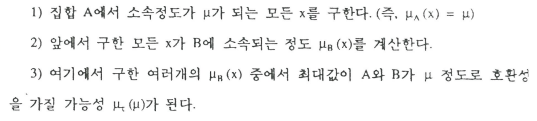 1) 집합 A에서 소속정도가 μ가 되는 모든 x를 구한다. (즉, μA(x) = μ)
2) 앞에서 구한 모든 x가 B에 소속되는 정도 μB(x)를 계산한다.
3) 여기에서 구한 여러개의 μB(x) 중에서 최대값이 A와 B가 μ 정도로 호환성
을 가질 가능성 μτ(μ)가 된다.